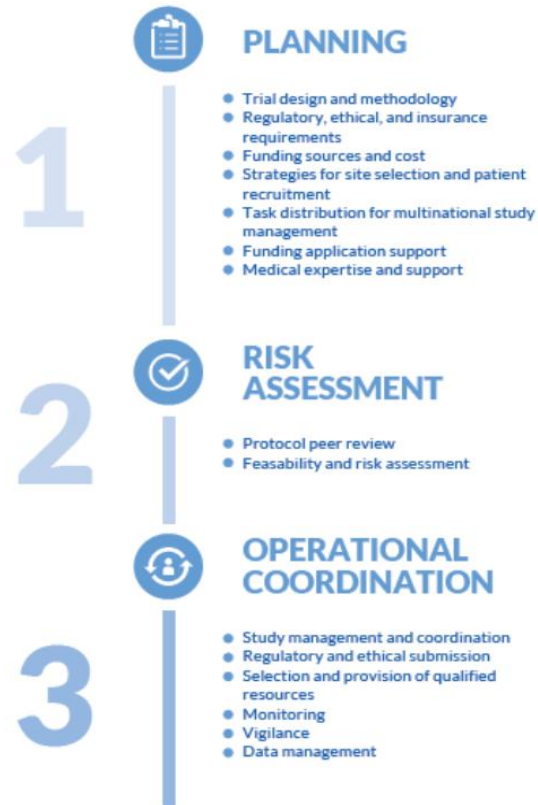 1
PLANNING
Trial design and methodology
Regulatory, ethical, and insurance
requirements
Funding sources and cost
Strategies for site selection and patient
recruitment
Task distribution for multinational study
management
Funding application support
Medical expertise and support
2
RISK
ASSESSMENT
Protocol peer review
Feasability and risk assessment
3
OPERATIONAL
COORDINATION
Study management and coordination
Regulatory and ethical submission
Selection and provision of qualified
resources
Monitoring
Vigilance
Data management